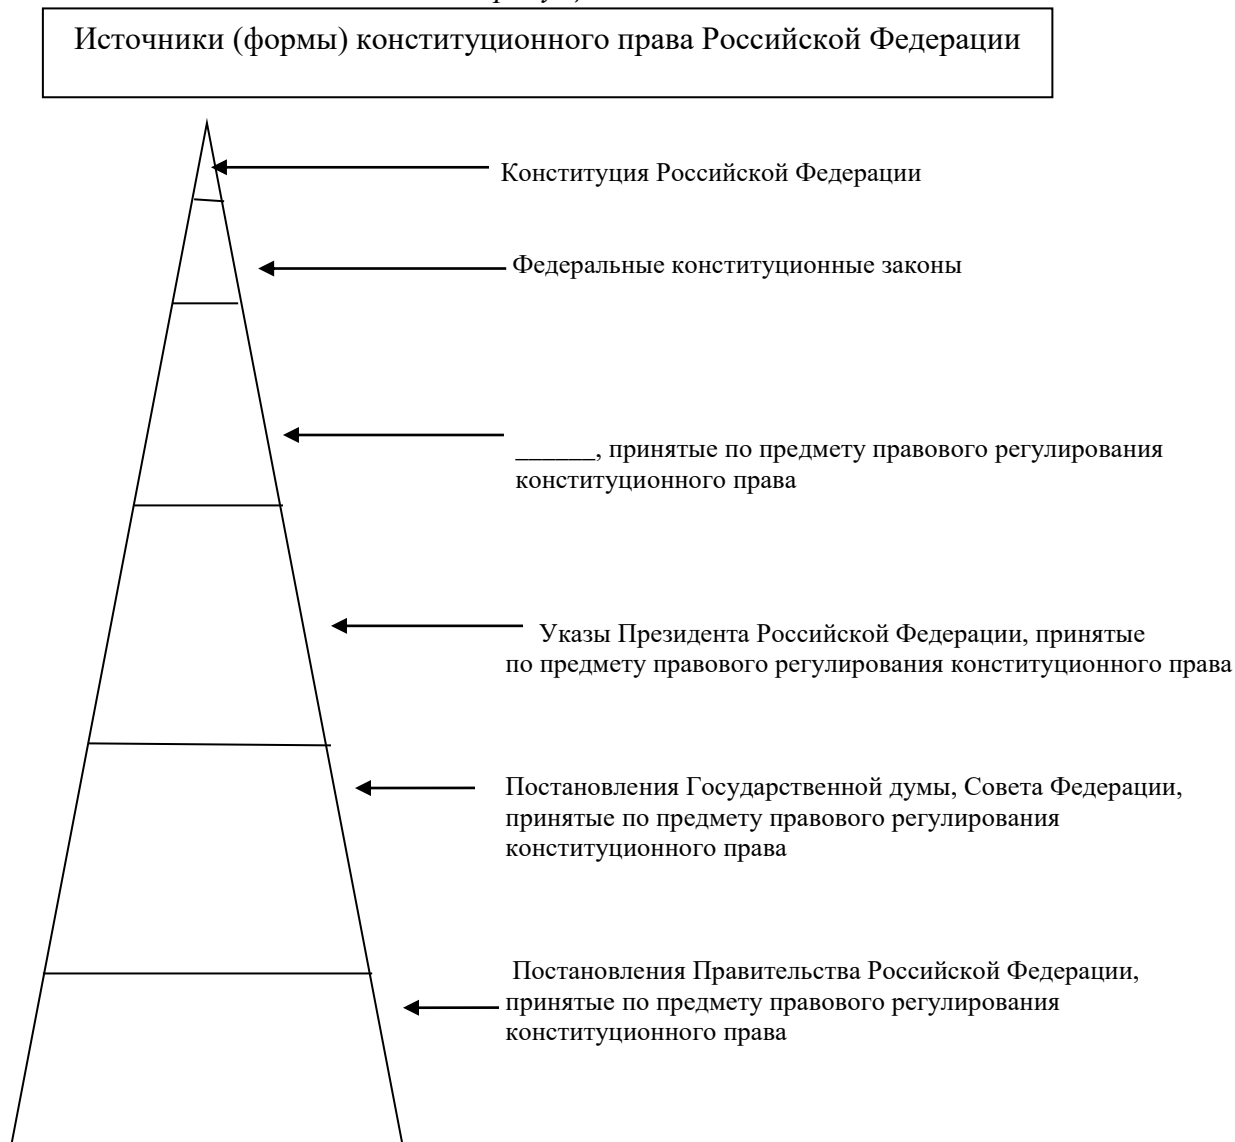 Источники (формы) конституционного права Российской Федерации
Конституция Российской Федерации
Федеральные конституционные законы
______, принятые по предмету правового регулирования
конституционного права
Указы Президента Российской Федерации, принятые
по предмету правового регулирования конституционного права
Постановления Государственной думы, Совета Федерации,
принятые по предмету правового регулирования
конституционного права
Постановления Правительства Российской Федерации,
принятые по предмету правового регулирования
конституционного права